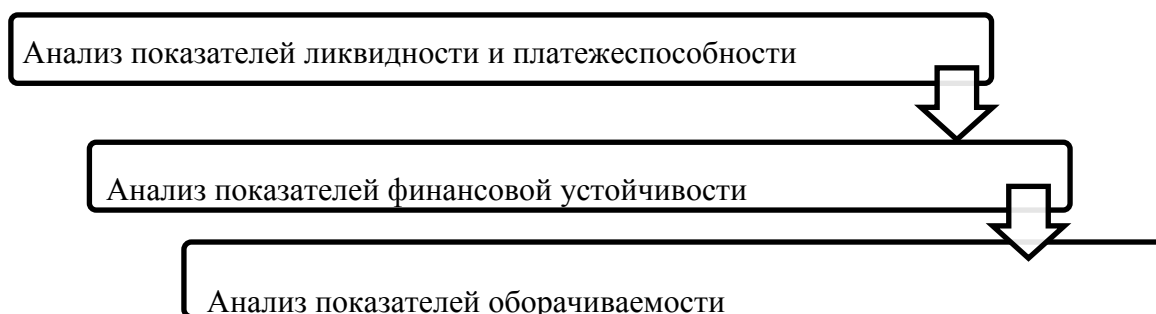 Анализ показателей ликвидности и платежеспособности
Анализ показателей финансовой устойчивости
Анализ показателей оборачиваемости